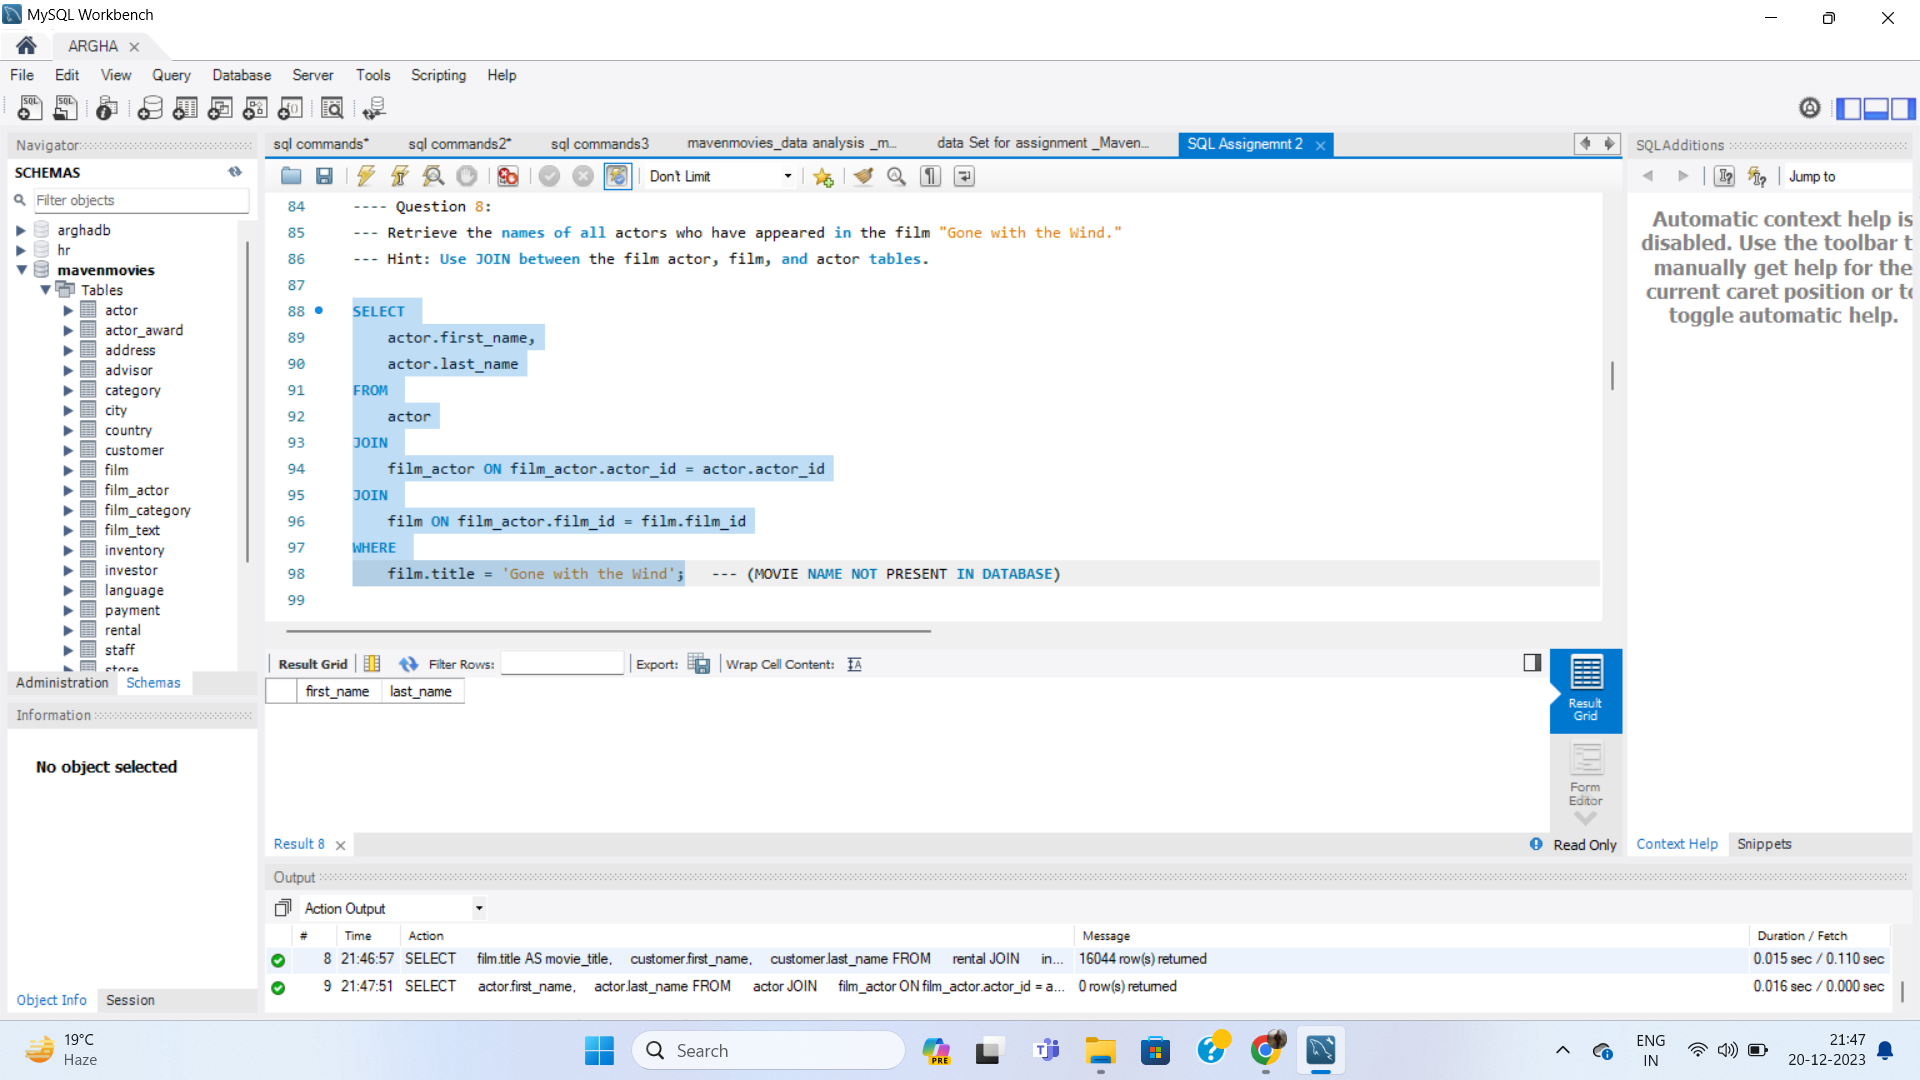 MySQL Workbench
ARGHA
File Edit View Query Database Server Tools Scripting Help
Navigator
sql commands* sql commands2* sql commands3 mavenmovies_data analysis _m... data Set for assignment _Maven... SQL Assignemnt 2
SQLAdditions
SCHEMAS
Don't Limit
Jump to
Filter objects
arghadb
hr
mavenmovies
Tables
actor
actor_award
address
advisor
category
city
country
customer
film
film_actor
film_category
film_text
inventory
investor
language
payment
rental
staff
store
Administration Schemas
Information
No object selected
Object Info Session
84 ---- Question 8:
85 --- Retrieve the names of all actors who have appeared in the film "Gone with the Wind."
86 --- Hint: Use JOIN between the film actor, film, and actor tables.
87
88 SELECT
89 actor.first_name,
90 actor.last_name
91 FROM
92 actor
93 JOIN
94 film_actor ON film_actor.actor_id = actor.actor_id
95 JOIN
96 film ON film_actor.film_id = film.film_id
97 WHERE
98 film.title = 'Gone with the Wind'; --- (MOVIE NAME NOT PRESENT IN DATABASE)
99
Automatic context help is
disabled. Use the toolbar t
manually get help for the
current caret position or to
toggle automatic help.
Result Grid Filter Rows: Export: Wrap Cell Content:
first_name last_name
Result
Grid
Form
Editor
Result 8
Read Only
Context Help Snippets
Output
Action Output
# Time Action Message Duration / Fetch
8 21:46:57 SELECT film.title AS movie_title, customer.first_name, customer.last_name FROM rental JOIN in... 16044 row(s) returned 0.015 sec / 0.110 sec
9 21:47:51 SELECT actor.first_name, actor.last_name FROM actor JOIN film_actor ON film_actor.actor_id = a... 0 row(s) returned 0.016 sec / 0.000 sec
19°C
Haze
Search
PRE
ENG
IN
21:47
20-12-2023